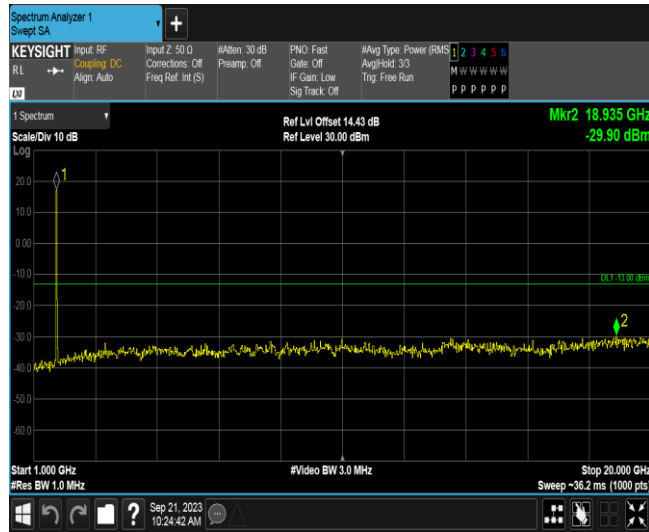 Spectrum Analyzer 1
Swept SA
+
KEYSIGHT
RL
LXI
Input: RF
Coupling: DC
Align: Auto
Input Z: 50 Ω
Corrections: Off
Freq Ref: Int (S)
#Atten: 30 dB
Preamp: Off
PNO: Fast
Gate: Off
IF Gain: Low
Sig Track: Off
#Avg Type: Power (RMS
Avg|Hold: 3/3
Trig: Free Run
1 2 3 4 5 6
M W W W W W
P P P P P P
1 Spectrum
Scale/Div 10 dB
Log
Ref Lvl Offset 14.43 dB
Ref Level 30.00 dBm
Mkr2 18.935 GHz
-29.90 dBm
1
20.0
10.0
0.00
-10.0
DL1 -13.00 dBm
-20.0
2
-30.0
-40.0
-50.0
-60.0
Start 1.000 GHz
#Video BW 3.0 MHz
Stop 20.000 GHz
#Res BW 1.0 MHz
Sweep ~36.2 ms (1000 pts)
?
Sep 21, 2023
10:24:42 AM